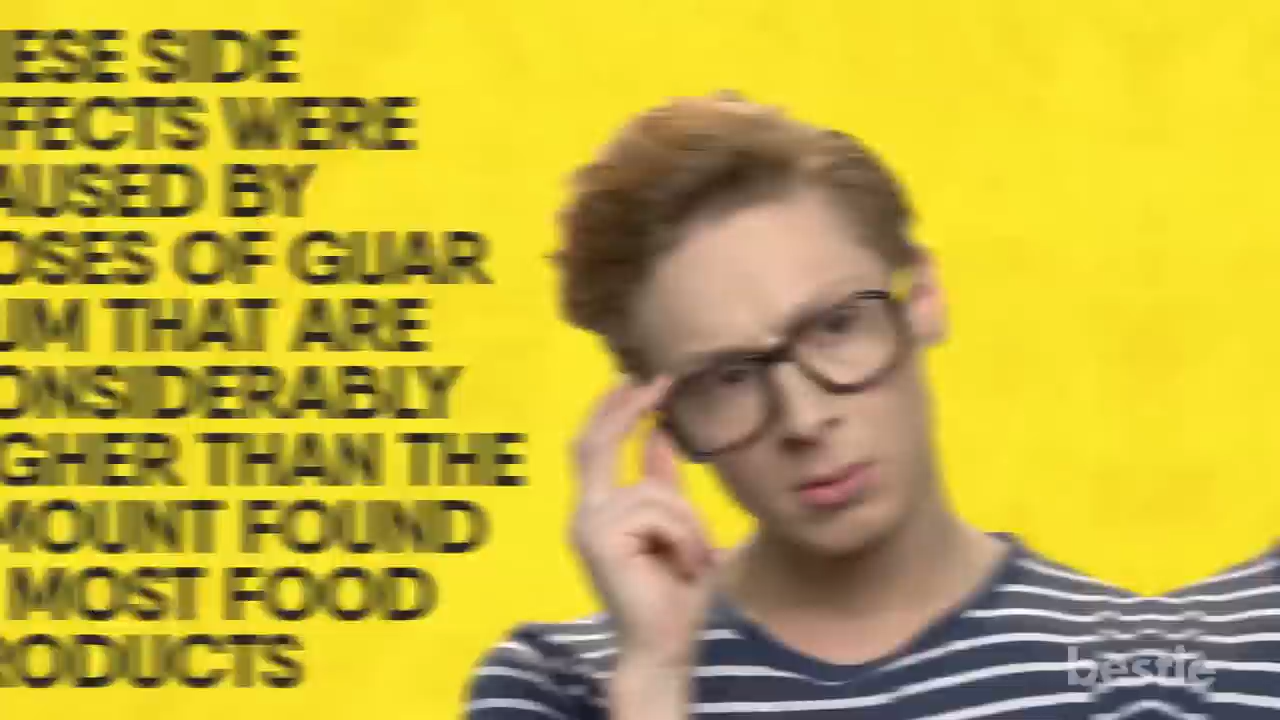 ESE SIDE
FFECTS WERE
AUSED BY
OSES OF GUAR
UM THAT ARE
ONSIDERABLY
GHER THAN THE
MOUNT FOUND
MOST FOOD
RODUCTS
bestie